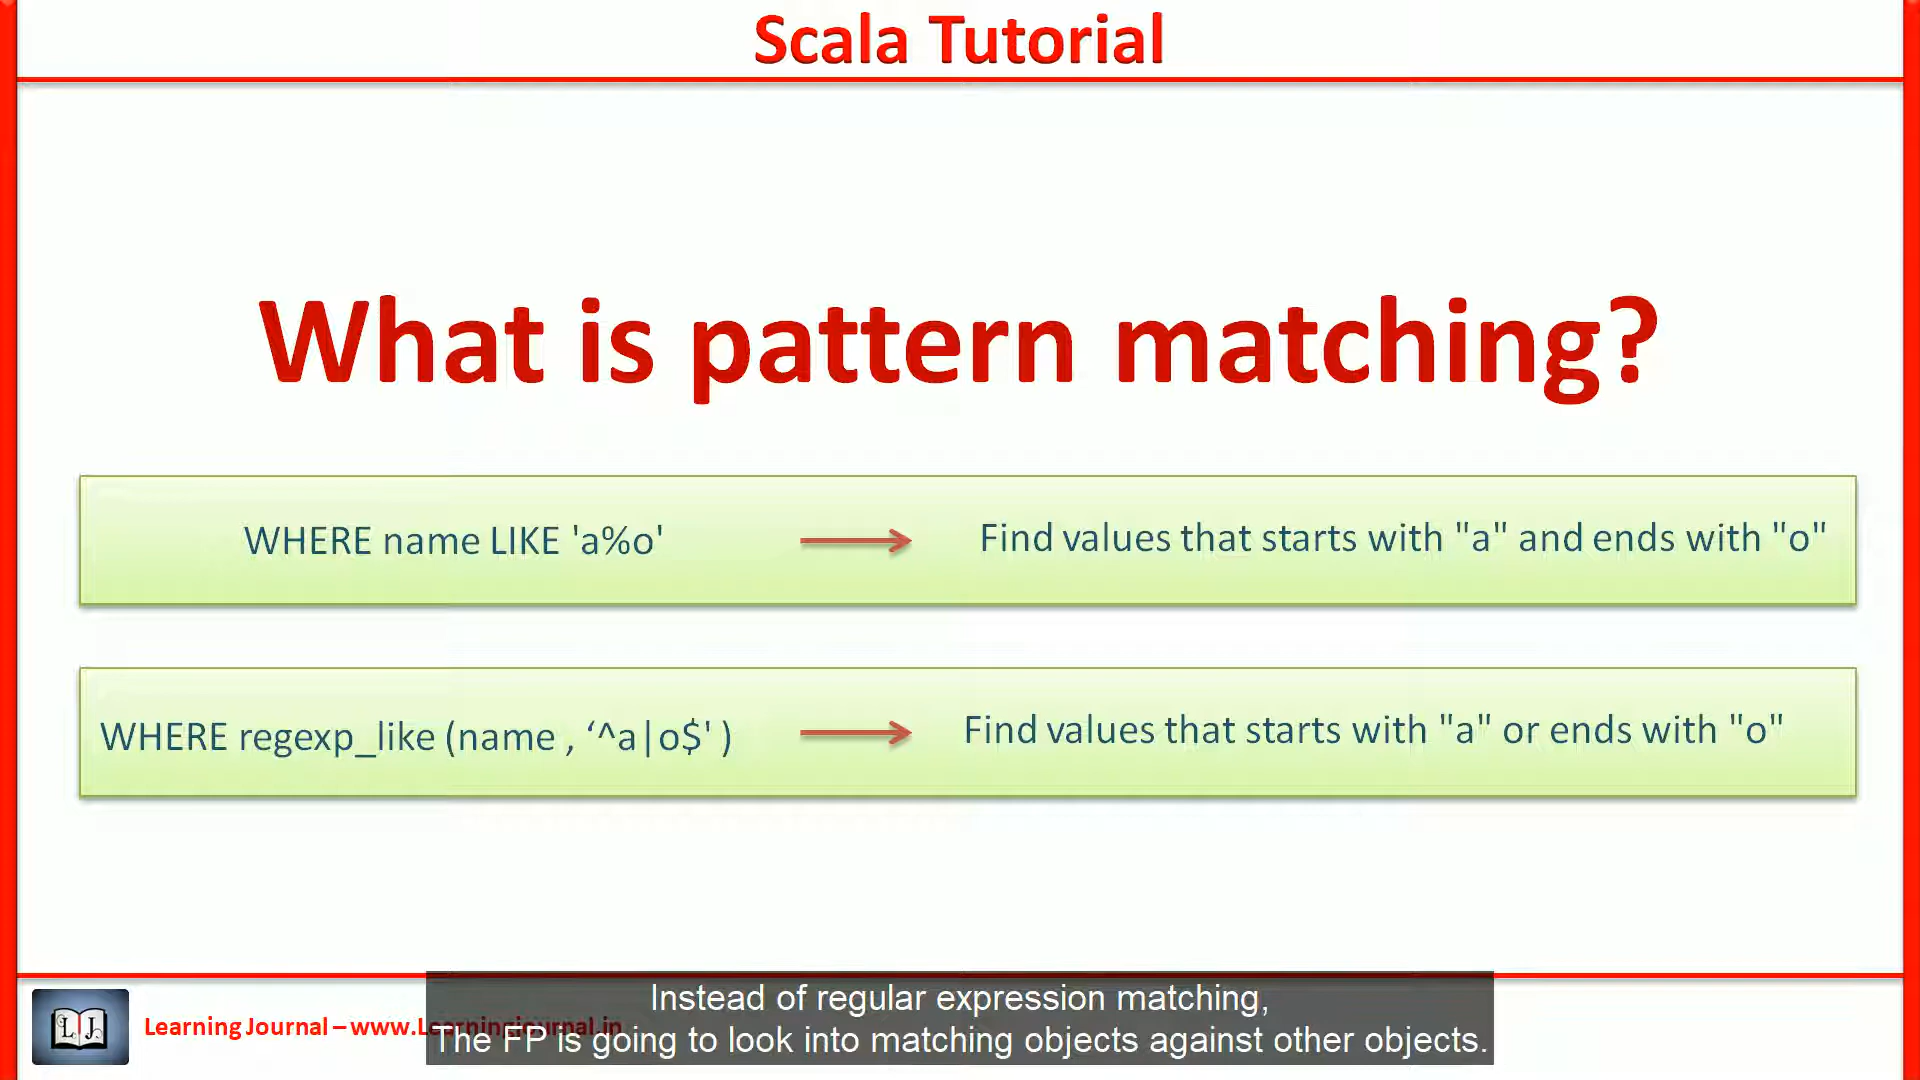 Scala Tutorial
What is pattern matching?
WHERE name LIKE 'a%o' Find values that starts with "a" and ends with "o"
WHERE regexp_like (name , ‘^a|o$' ) Find values that starts with "a" or ends with "o"
LJ
Learning Journal – www.Learningjournal.in
Instead of regular expression matching,
The FP is going to look into matching objects against other objects.